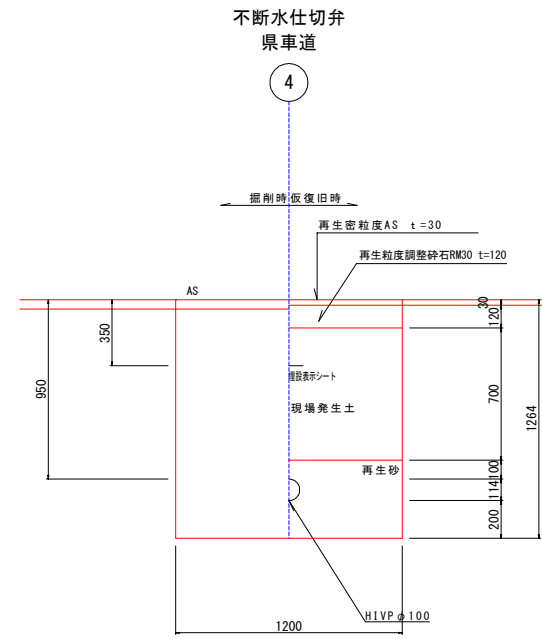 不断水仕切弁
県車道
4
掘削時 仮復旧時
再生密粒度AS t=30
再生粒度調整砕石RM30 t=120
AS
30
120
350
埋設表示シート
現場発生土
700
950
1264
再生砂
100
114
200
HIVPφ100
1200